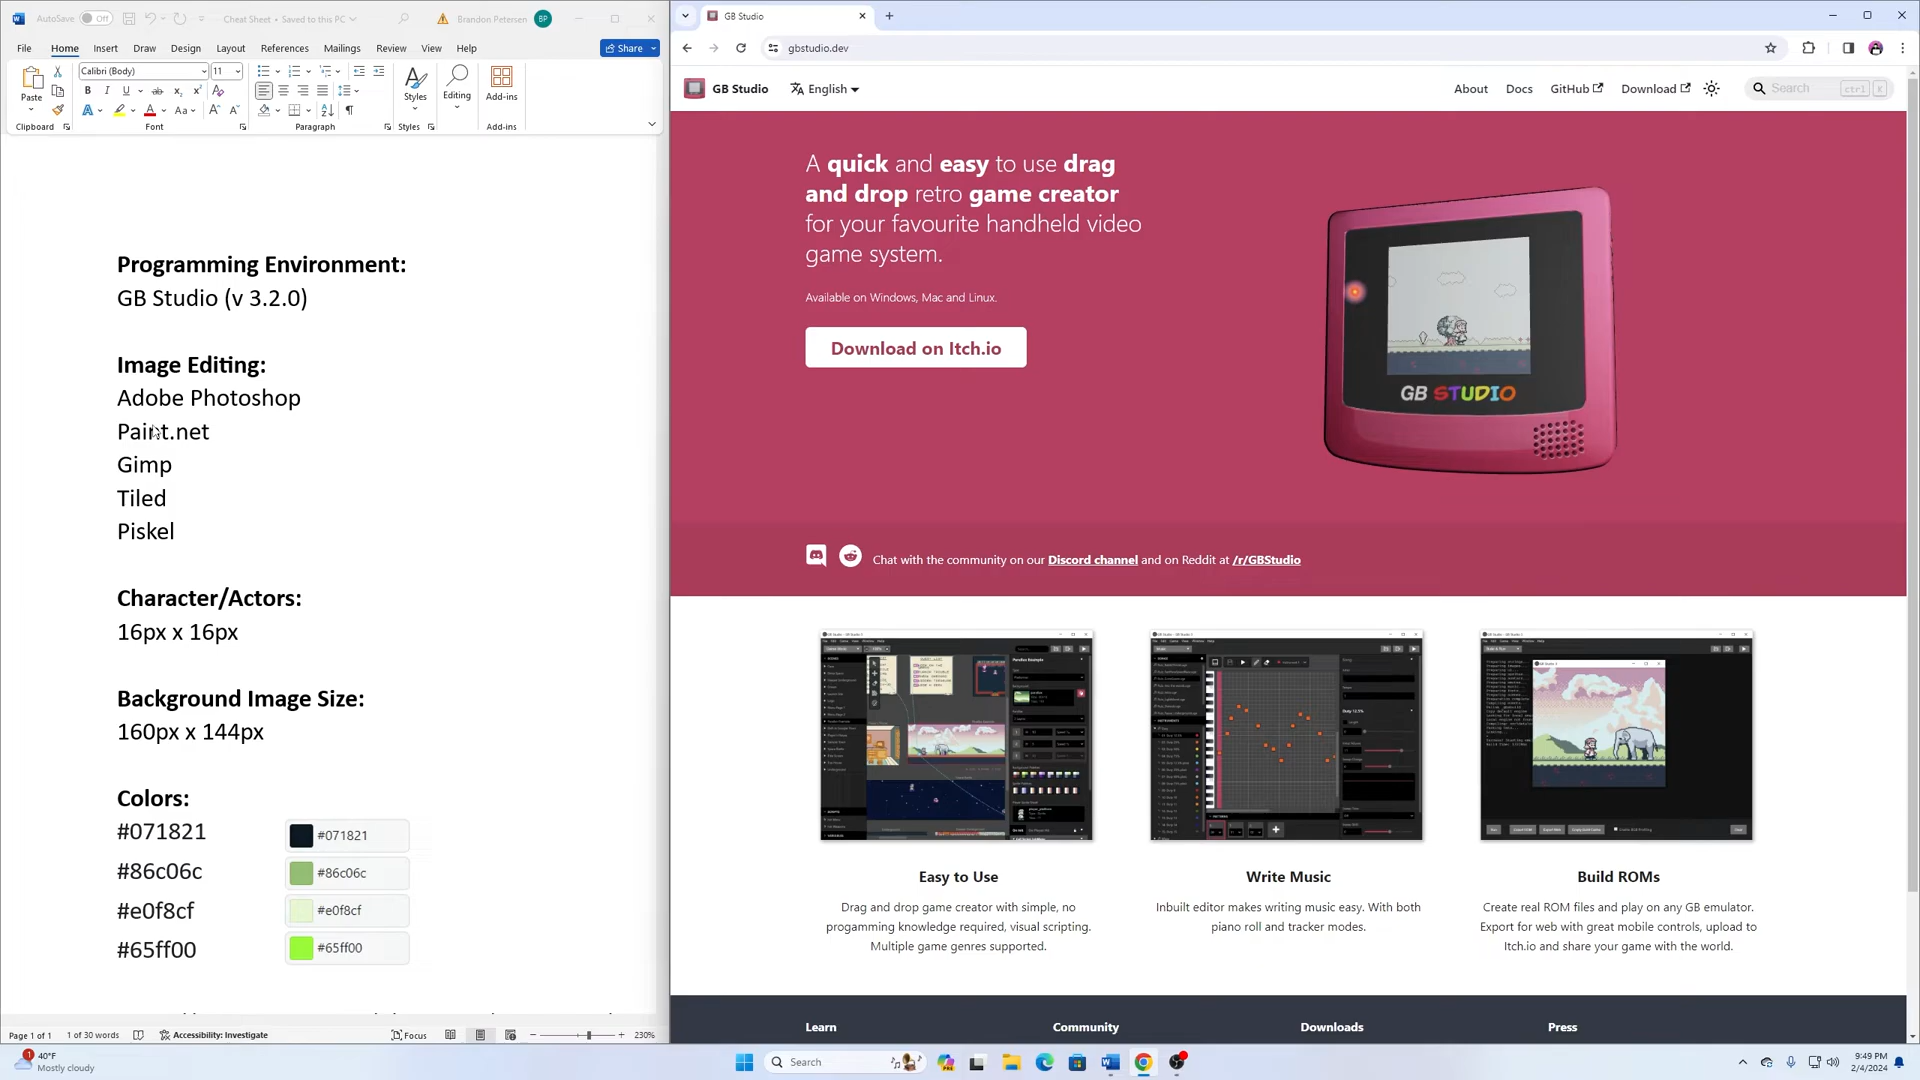 AutoSave Off Cheat Sheet • Saved to this PC Brandon Petersen BP
File Home Insert Draw Design Layout References Mailings Review View Help Share
Calibri (Body) 11
Paste Styles Editing Add-ins
Clipboard Font Paragraph Styles Add-ins
Programming Environment:
GB Studio (v 3.2.0)
Image Editing:
Adobe Photoshop
Paint.net
Gimp
Tiled
Piskel
Character/Actors:
16px x 16px
Background Image Size:
160px x 144px
Colors:
#071821 #071821
#86c06c #86c06c
#e0f8cf #e0f8cf
#65ff00 #65ff00
Page 1 of 1 1 of 30 words Accessibility: Investigate Focus 230%
GB Studio
gbstudio.dev
GB Studio English About Docs GitHub Download Search ctrl K
A quick and easy to use drag
and drop retro game creator
for your favourite handheld video
game system.
Available on Windows, Mac and Linux.
Download on Itch.io
GB STUDIO
Chat with the community on our Discord channel and on Reddit at /r/GBStudio
Easy to Use
Drag and drop game creator with simple, no
progamming knowledge required, visual scripting.
Multiple game genres supported.
Write Music
Inbuilt editor makes writing music easy. With both
piano roll and tracker modes.
Build ROMs
Create real ROM files and play on any GB emulator.
Export for web with great mobile controls, upload to
Itch.io and share your game with the world.
Learn Community Downloads Press
40°F
Mostly cloudy
Search
9:49 PM
2/4/2024